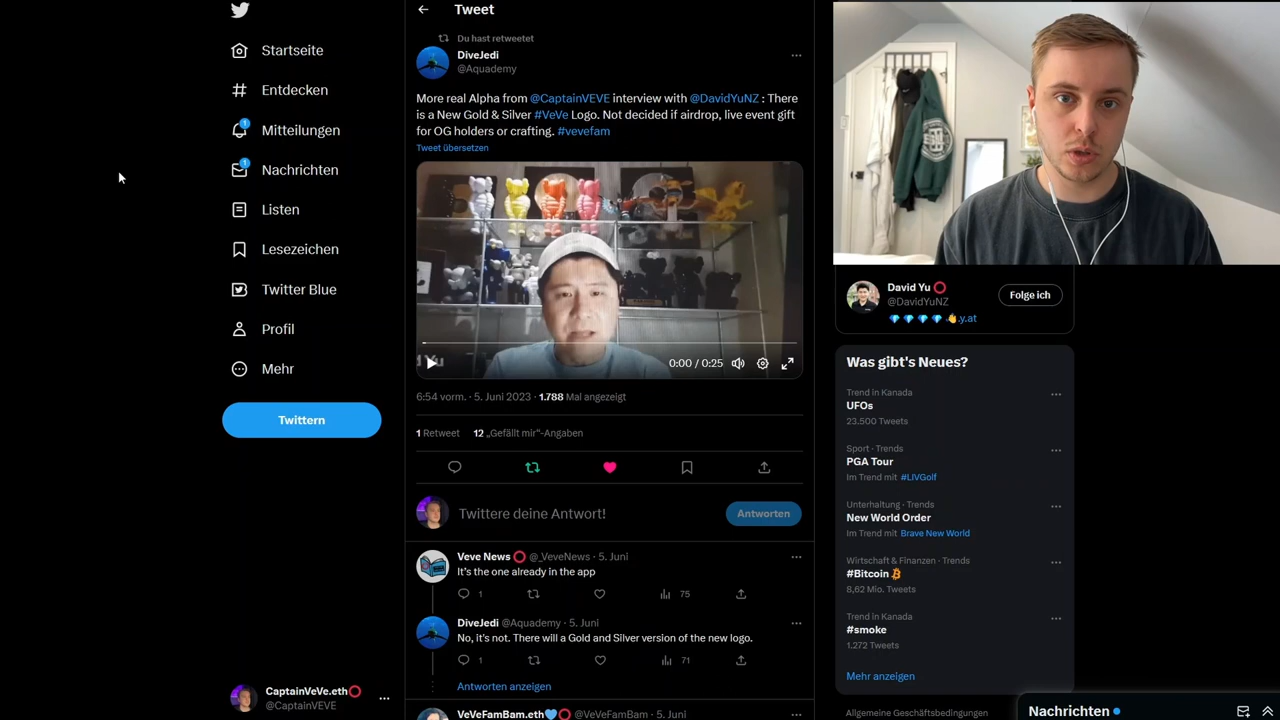 Startseite
Entdecken
1
Mitteilungen
1
Nachrichten
Listen
Lesezeichen
Twitter Blue
Profil
Mehr
Twittern
CaptainVeVe.eth⭕
@CaptainVEVE
Tweet
Du hast retweetet
DiveJedi
@Aquademy
More real Alpha from @CaptainVEVE interview with @DavidYuNZ : There
is a New Gold & Silver #VeVe Logo. Not decided if airdrop, live event gift
for OG holders or crafting. #vevefam
Tweet übersetzen
Yu
0:00 / 0:25
6:54 vorm. · 5. Juni 2023 · 1.788 Mal angezeigt
1 Retweet 12 „Gefällt mir“-Angaben
Twittere deine Antwort!
Antworten
Veve News ⭕ @_VeveNews · 5. Juni
It's the one already in the app
1 75
DiveJedi @Aquademy · 5. Juni
No, it's not. There will a Gold and Silver version of the new logo.
1 71
Antworten anzeigen
VeVeFamBam.eth💙⭕ @VeVeFamBam · 5. Juni
David Yu ⭕
@DavidYuNZ
💎💎💎💎👋.y.at
Folge ich
Was gibt's Neues?
Trend in Kanada
UFOs
23.500 Tweets
Sport · Trends
PGA Tour
Im Trend mit #LIVGolf
Unterhaltung · Trends
New World Order
Im Trend mit Brave New World
Wirtschaft & Finanzen · Trends
#Bitcoin
8,62 Mio. Tweets
Trend in Kanada
#smoke
1.272 Tweets
Mehr anzeigen
Allgemeine Geschäftsbedingungen
Nachrichten